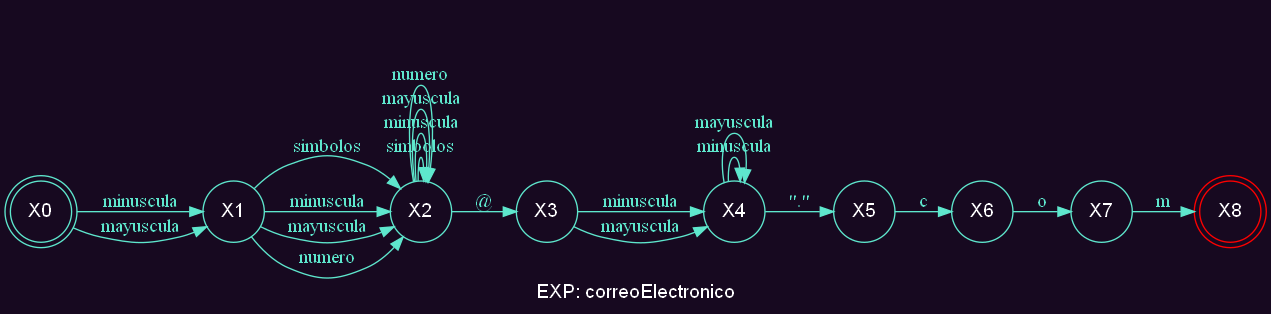 numero
mayuscula
minuscula
simbolos
mayuscula
minuscula
simbolos
X0
minuscula
mayuscula
X1
minuscula
mayuscula
numero
X2
@
X3
minuscula
mayuscula
X4
"."
X5
c
X6
o
X7
m
X8
EXP: correoElectronico